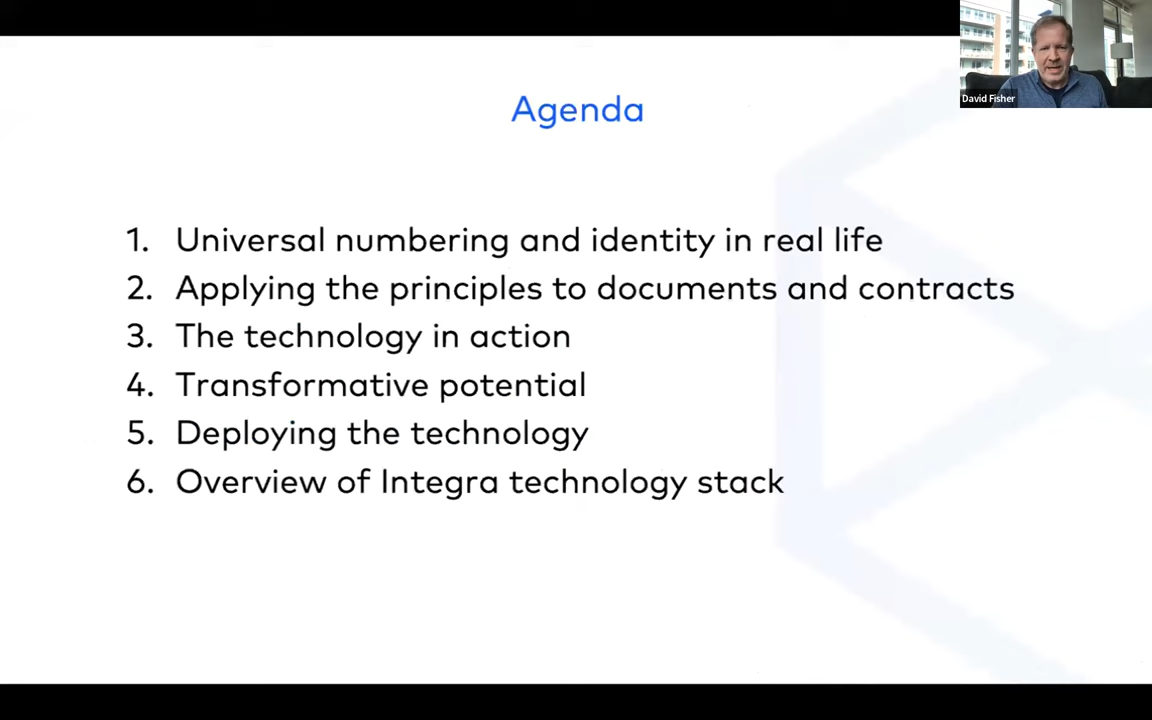 David Fisher
Agenda
1. Universal numbering and identity in real life
2. Applying the principles to documents and contracts
3. The technology in action
4. Transformative potential
5. Deploying the technology
6. Overview of Integra technology stack